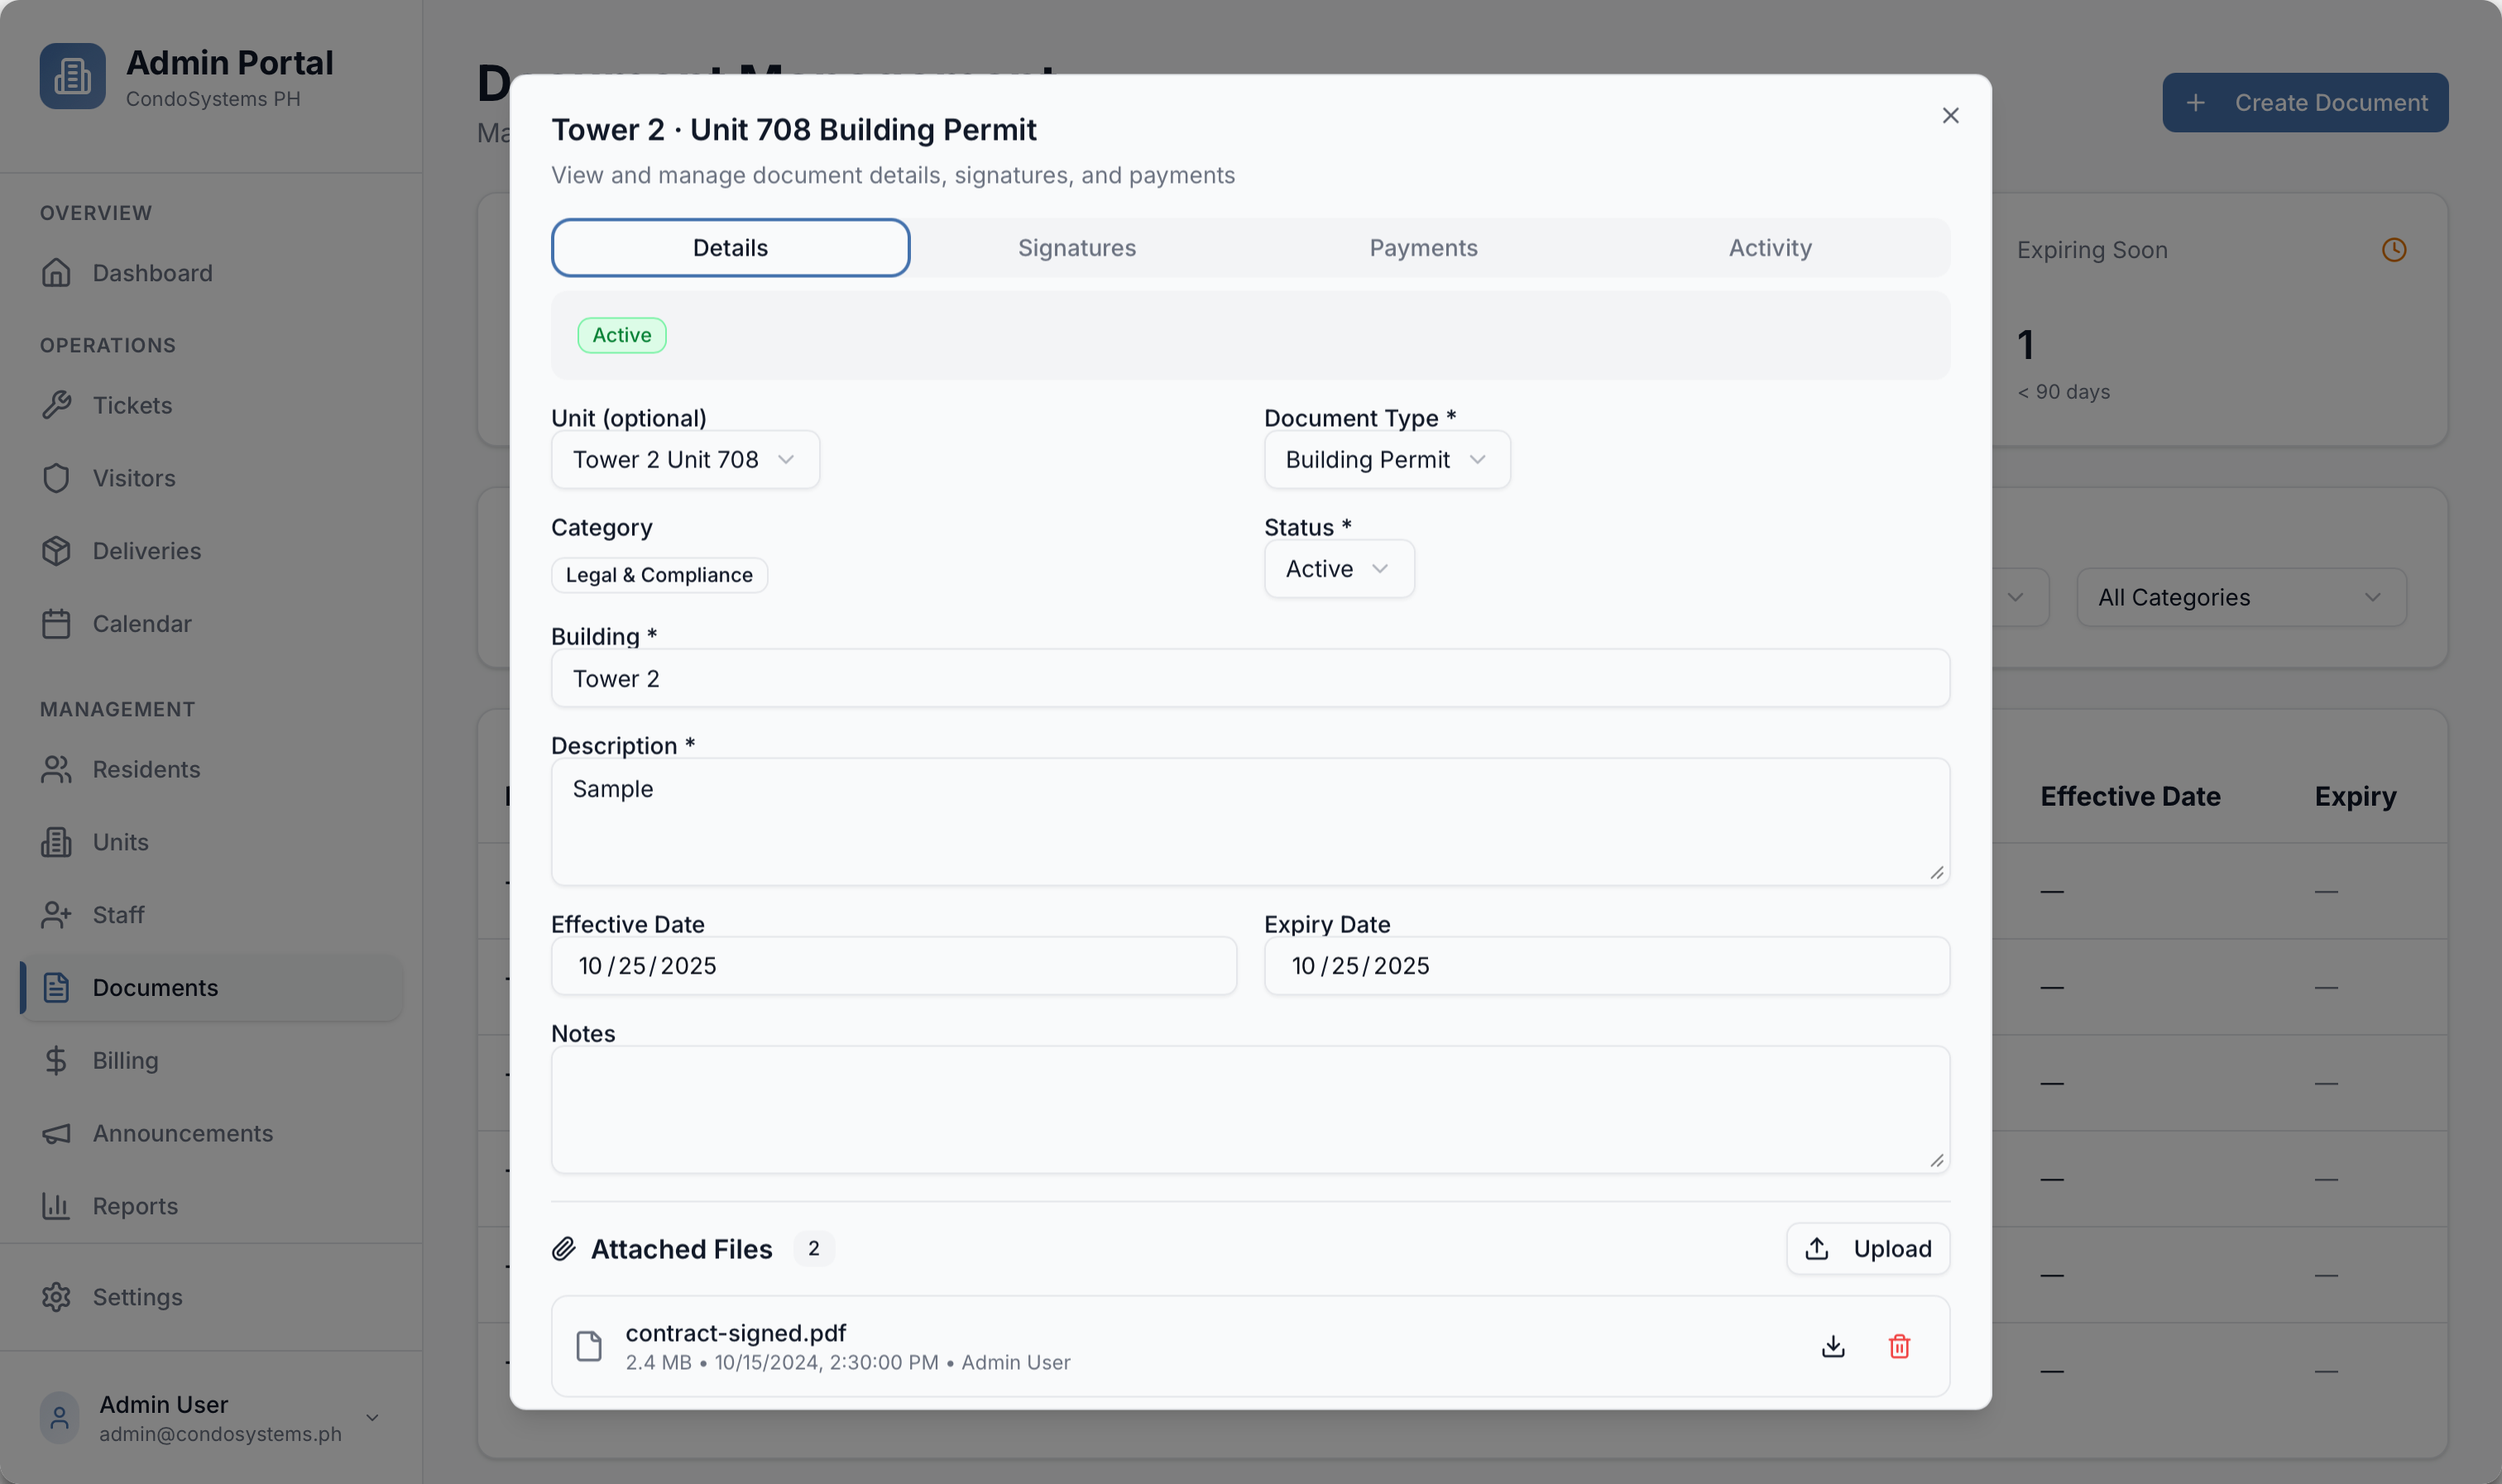 Admin Portal
CondoSystems PH
OVERVIEW
Dashboard
OPERATIONS
Tickets
Visitors
Deliveries
Calendar
MANAGEMENT
Residents
Units
Staff
Documents
Billing
Announcements
Reports
Settings
Admin User
admin@condosystems.ph
Create Document
Expiring Soon
1
< 90 days
All Categories
Effective Date Expiry
— —
— —
— —
— —
— —
— —
Tower 2 · Unit 708 Building Permit
View and manage document details, signatures, and payments
Details Signatures Payments Activity
Active
Unit (optional) Document Type *
Tower 2 Unit 708 Building Permit
Category Status *
Legal & Compliance Active
Building *
Tower 2
Description *
Sample
Effective Date Expiry Date
10/25/2025 10/25/2025
Notes
Attached Files 2 Upload
contract-signed.pdf
2.4 MB • 10/15/2024, 2:30:00 PM • Admin User